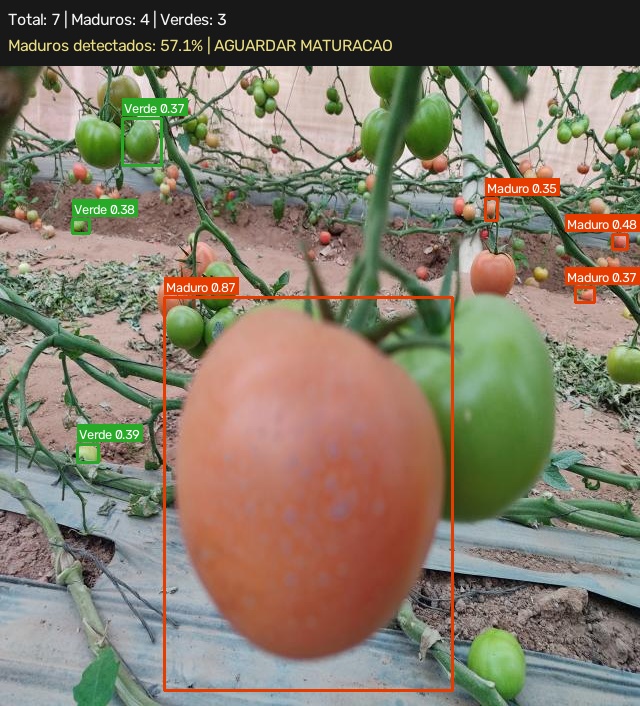 Total: 7 | Maduros: 4 | Verdes: 3
Maduros detectados: 57.1% | AGUARDAR MATURACAO
Verde 0.37
Maduro 0.35
Verde 0.38
Maduro 0.48
Maduro 0.37
Maduro 0.87
Verde 0.39